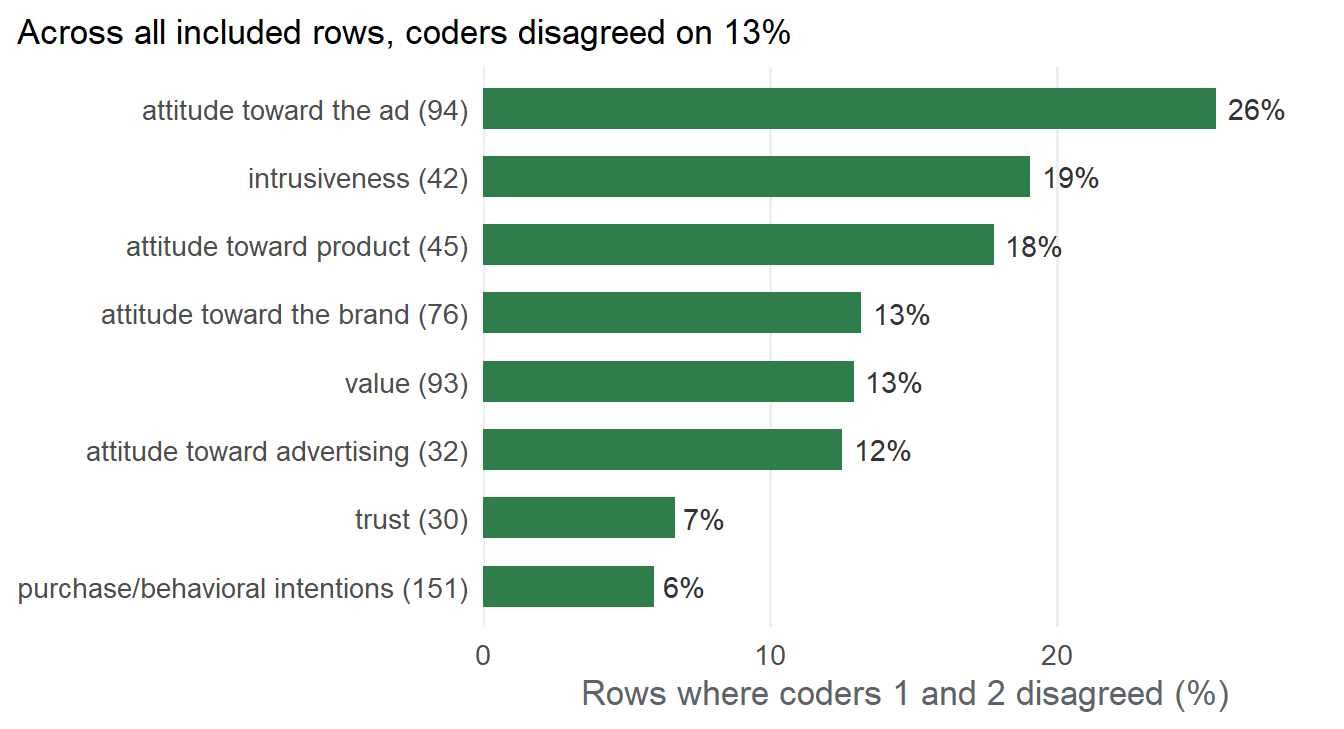 Across all included rows, coders disagreed on 13%
attitude toward the ad (94) 26%
intrusiveness (42) 19%
attitude toward product (45) 18%
attitude toward the brand (76) 13%
value (93) 13%
attitude toward advertising (32) 12%
trust (30) 7%
purchase/behavioral intentions (151) 6%
0 10 20
Rows where coders 1 and 2 disagreed (%)